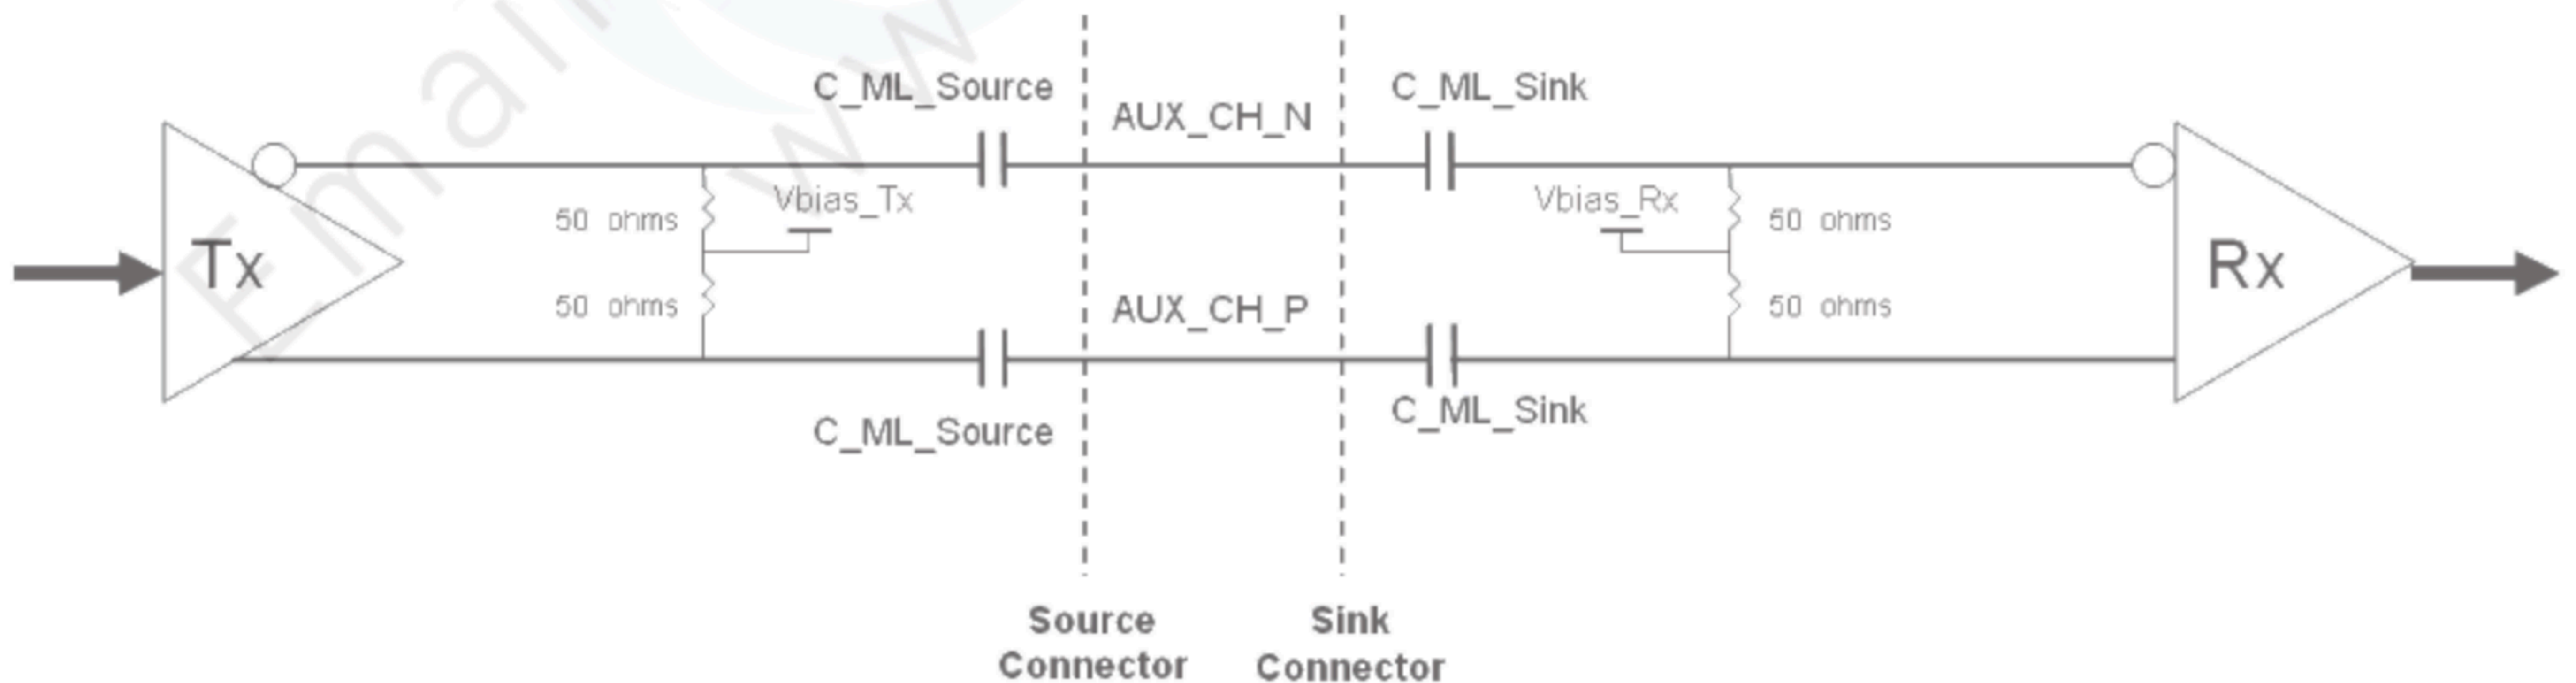 C_ML_Source
C_ML_Sink
AUX_CH_N
Vbias_Tx
Vbias_Rx
50 ohms
50 ohms
Tx
Rx
50 ohms
50 ohms
AUX_CH_P
C_ML_Source
C_ML_Sink
Source
Connector
Sink
Connector
Email
w w